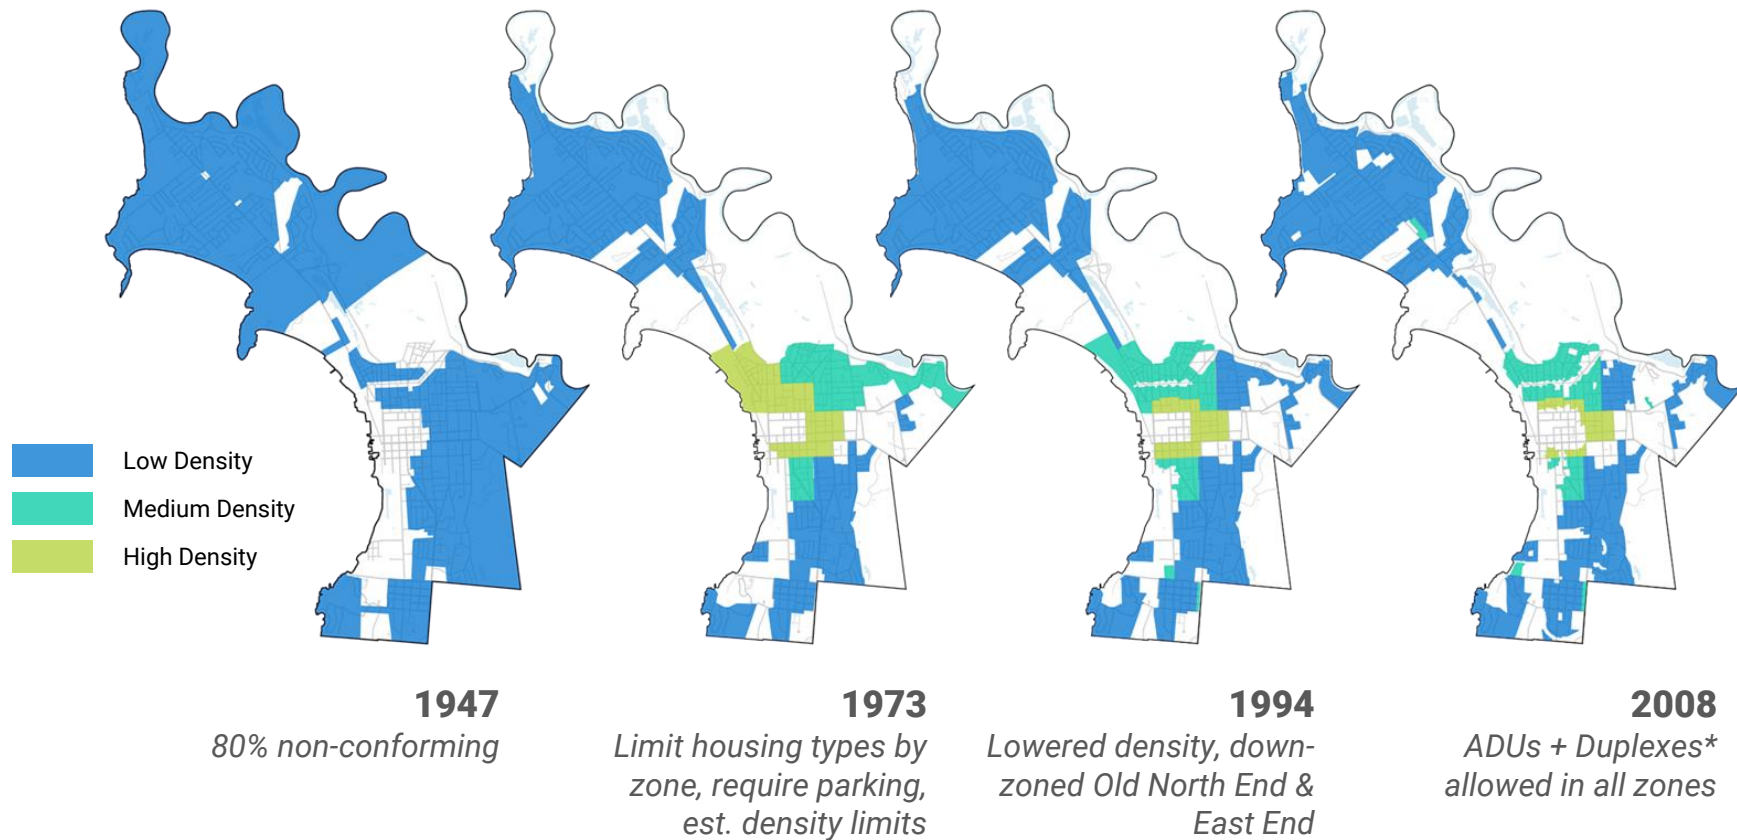 Low Density
Medium Density
High Density
1947
80% non-conforming
1973
Limit housing types by
zone, require parking,
est. density limits
1994
Lowered density, down-
zoned Old North End &
East End
2008
ADUs + Duplexes*
allowed in all zones